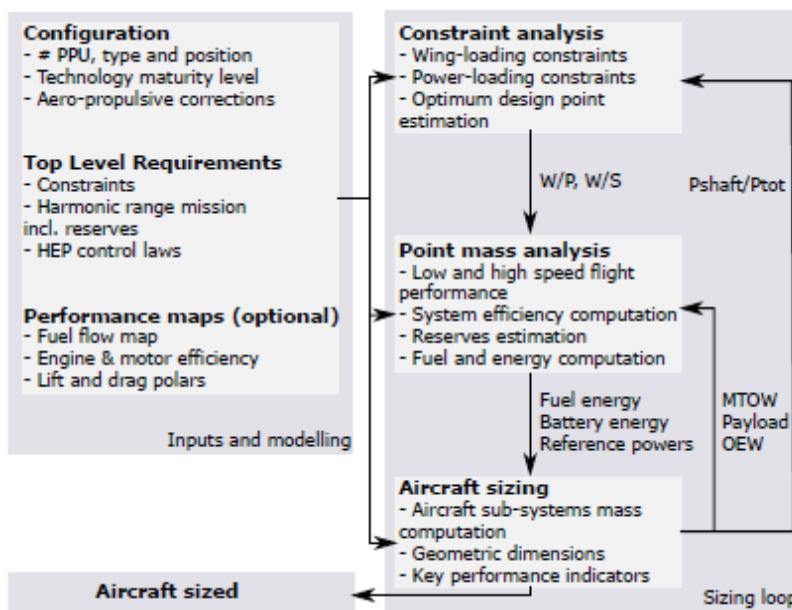 Configuration
- # PPU, type and position
- Technology maturity level
- Aero-propulsive corrections
Top Level Requirements
- Constraints
- Harmonic range mission
incl. reserves
- HEP control laws
Performance maps (optional)
- Fuel flow map
- Engine & motor efficiency
- Lift and drag polars
Inputs and modelling
Constraint analysis
- Wing-loading constraints
- Power-loading constraints
- Optimum design point
estimation
W/P, W/S
Pshaft/Ptot
Point mass analysis
- Low and high speed flight
performance
- System efficiency computation
- Reserves estimation
- Fuel and energy computation
Fuel energy
Battery energy
Reference powers
MTOW
Payload
OEW
Aircraft sizing
- Aircraft sub-systems mass
computation
- Geometric dimensions
- Key performance indicators
Sizing loop
Aircraft sized